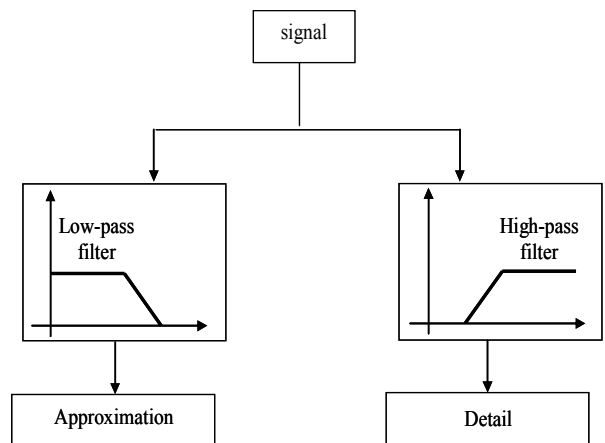 signal
Low-pass
filter
High-pass
filter
Approximation
Detail